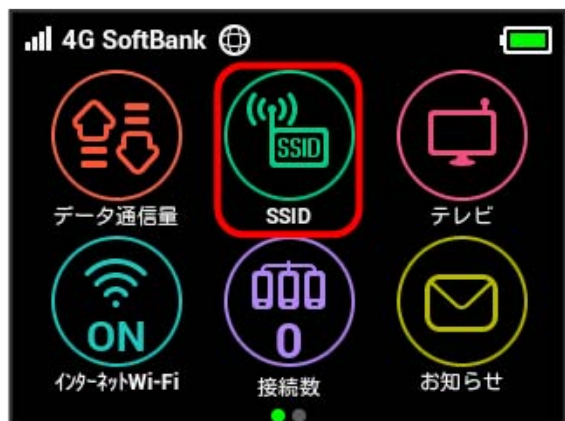 4G SoftBank
SSID
データ通信量
SSID
テレビ
ON
0
インターネットWi-Fi
接続数
お知らせ